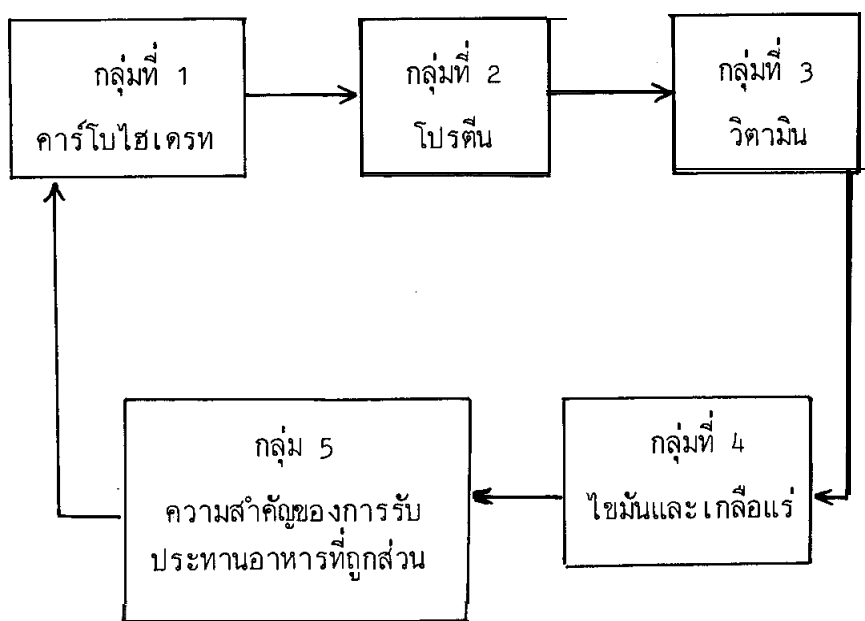 กลุ่มที่ 1
คาร์โบไฮเดรท
กลุ่มที่ 2
โปรตีน
กลุ่มที่ 3
วิตามิน
กลุ่มที่ 4
ไขมันและเกลือแร่
กลุ่ม 5
ความสำคัญของการรับ
ประทานอาหารที่ถูกส่วน